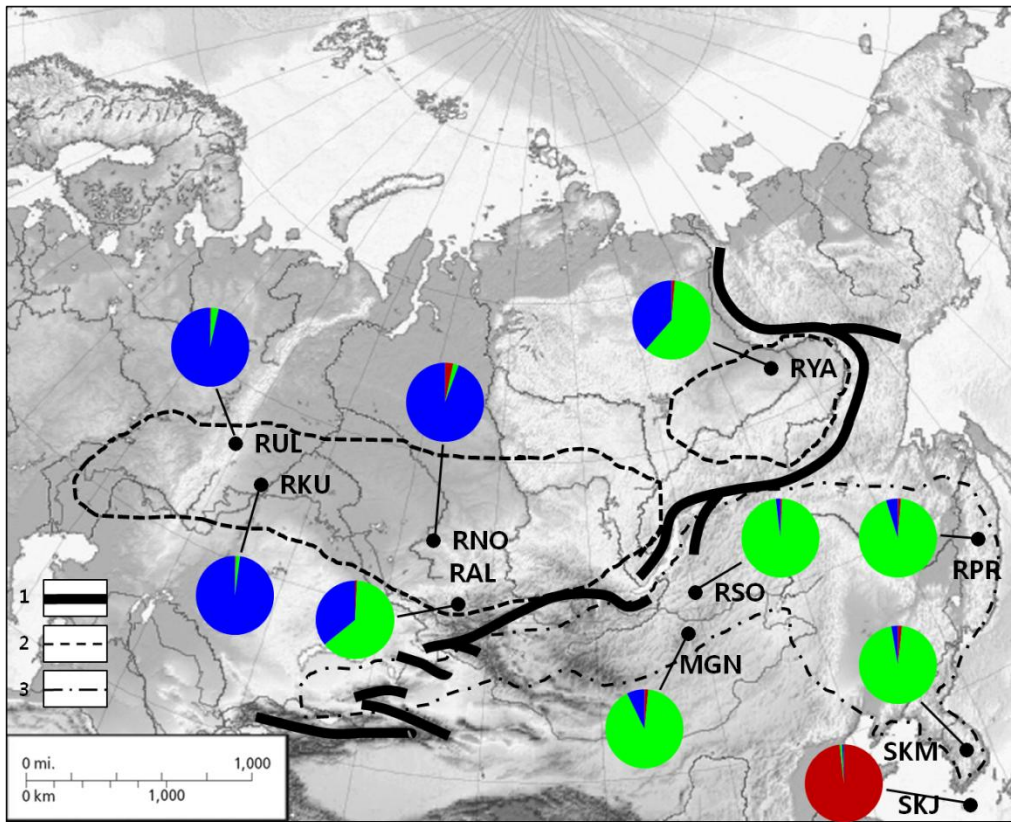 RYA
RUL
RKU
RNO
RAL
RPR
RSO
1
2
MGN
3
SKM
0 mi. 1,000
0 km 1,000
SKJ